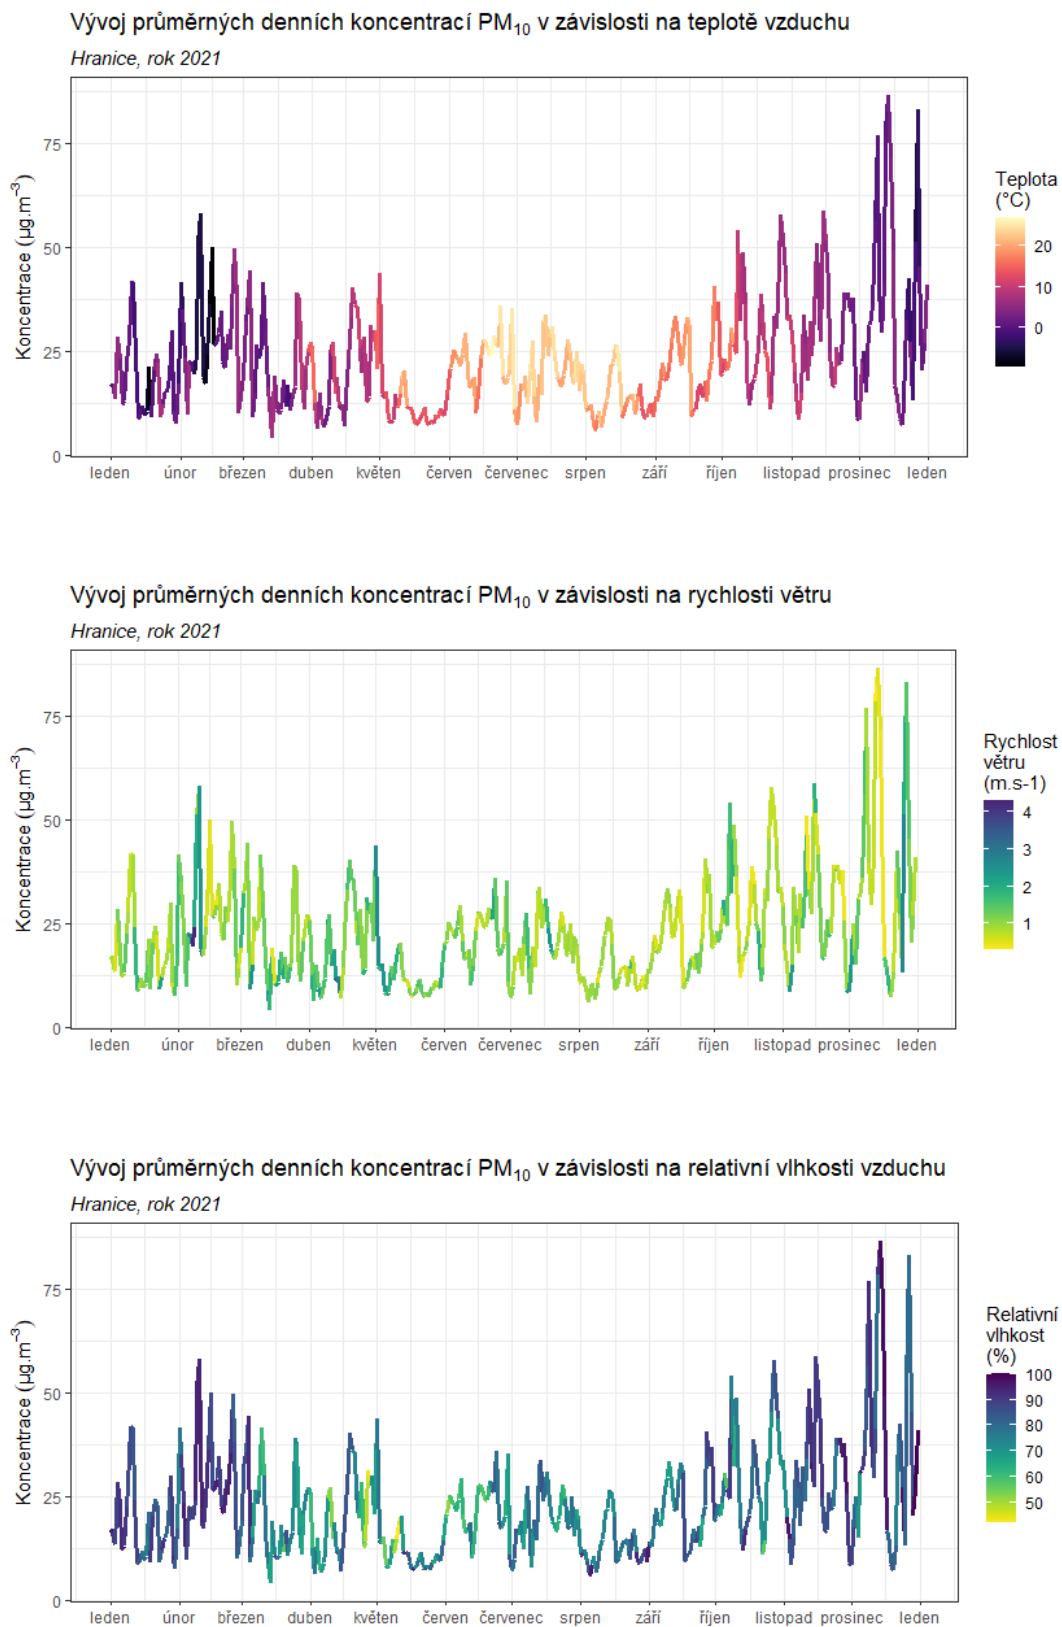 Vývoj průměrných denních koncentrací PM₁₀ v závislosti na teplotě vzduchu
Hranice, rok 2021
Koncentrace (µg.m⁻³)
75
50
25
0
leden únor březen duben květen červen červenec srpen září říjen listopad prosinec leden
Teplota
(°C)
20
10
0
Vývoj průměrných denních koncentrací PM₁₀ v závislosti na rychlosti větru
Hranice, rok 2021
Koncentrace (µg.m⁻³)
75
50
25
0
leden únor březen duben květen červen červenec srpen září říjen listopad prosinec leden
Rychlost
větru
(m.s-1)
4
3
2
1
Vývoj průměrných denních koncentrací PM₁₀ v závislosti na relativní vlhkosti vzduchu
Hranice, rok 2021
Koncentrace (µg.m⁻³)
75
50
25
0
leden únor březen duben květen červen červenec srpen září říjen listopad prosinec leden
Relativní
vlhkost
(%)
100
90
80
70
60
50